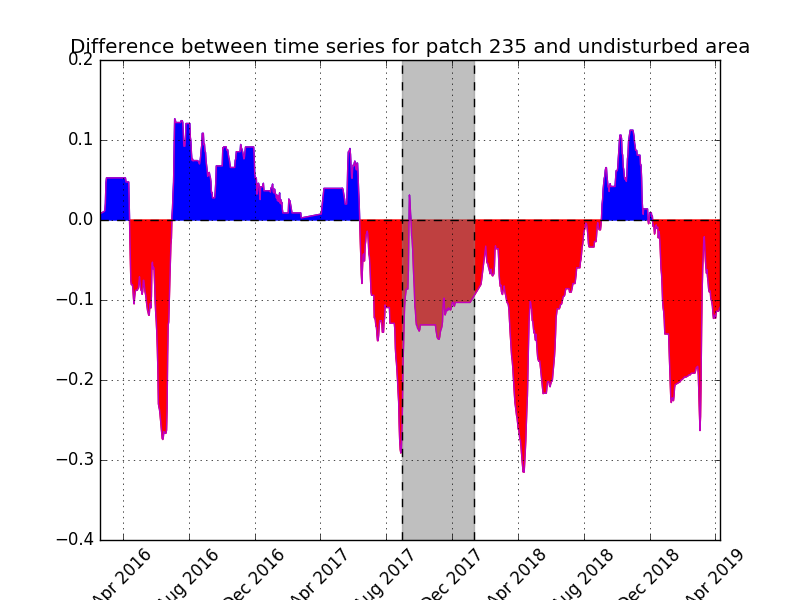 Difference between time series for patch 235 and undisturbed area
0.2
0.1
0.0
−0.1
−0.2
−0.3
−0.4
Apr 2016
Aug 2016
Dec 2016
Apr 2017
Aug 2017
Dec 2017
Apr 2018
Aug 2018
Dec 2018
Apr 2019